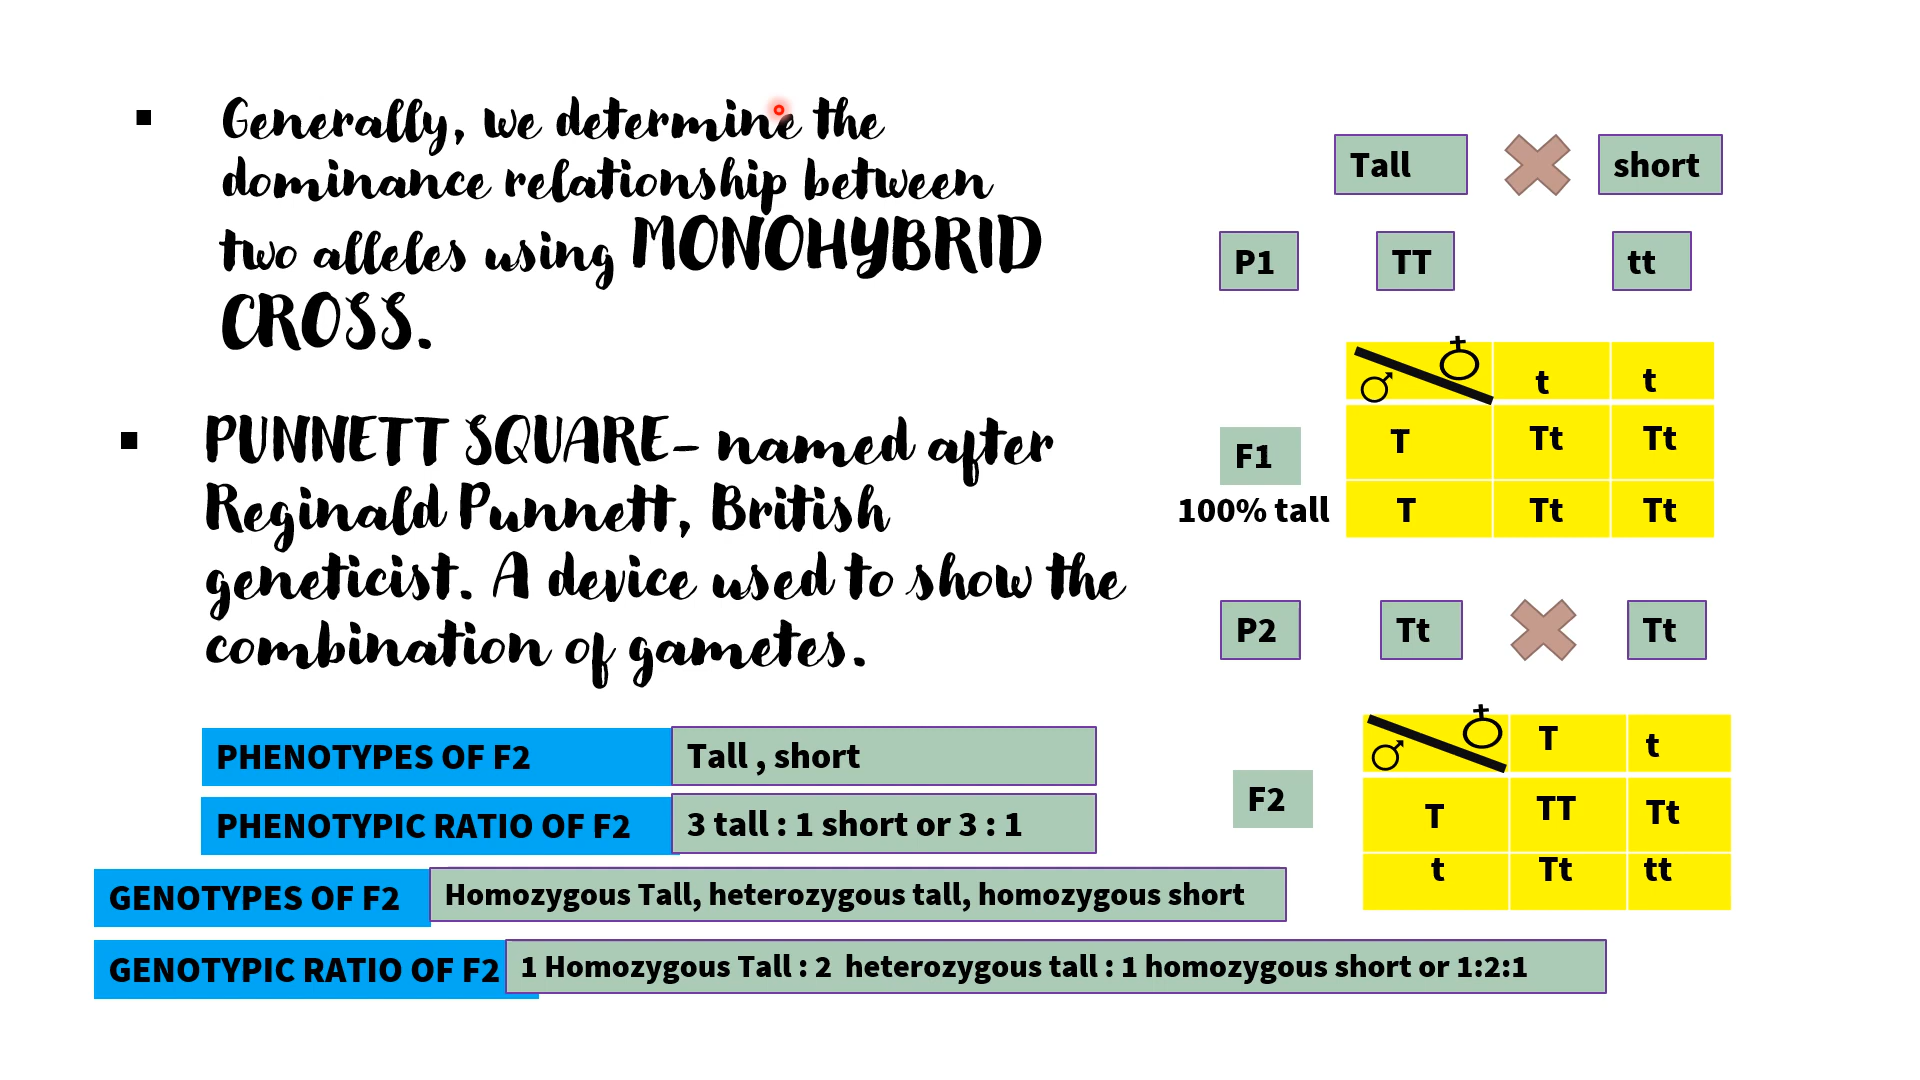 Generally, we determine the
dominance relationship between
two alleles using MONOHYBRID
CROSS.
PUNNETT SQUARE- named after
Reginald Punnett, British
geneticist. A device used to show the
combination of gametes.
PHENOTYPES OF F2 Tall , short
PHENOTYPIC RATIO OF F2 3 tall : 1 short or 3 : 1
GENOTYPES OF F2 Homozygous Tall, heterozygous tall, homozygous short
GENOTYPIC RATIO OF F2 1 Homozygous Tall : 2 heterozygous tall : 1 homozygous short or 1:2:1
Tall short
P1 TT tt
♂ ♀ t t
F1 T Tt Tt
100% tall T Tt Tt
P2 Tt Tt
♂ ♀ T t
F2 T TT Tt
t Tt tt